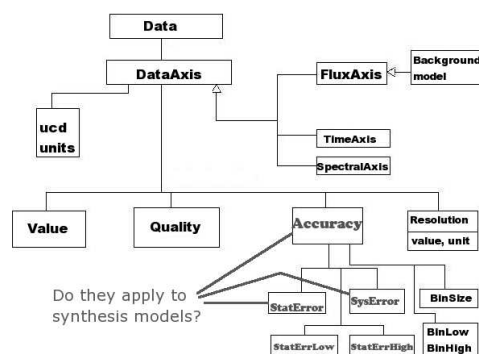 Data
DataAxis
FluxAxis
Background
model
ucd
units
TimeAxis
SpectralAxis
Value
Quality
Accuracy
Resolution
value, unit
Do they apply to
synthesis models?
StatError
SysError
BinSize
StatErrLow
StatErrHigh
BinLow
BinHigh